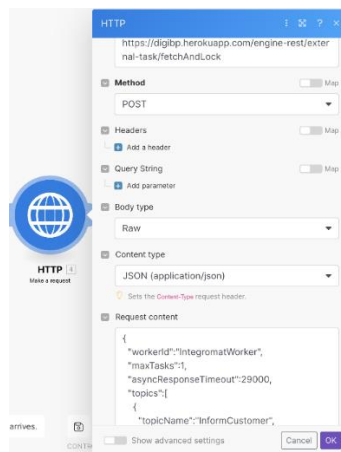 HTTP
https://digibp.herokuapp.com/engine-rest/exter
nal-task/fetchAndLock
Method
Map
POST
Headers
Map
Add a header
Query String
Map
Add parameter
Body type
Raw
Content type
JSON (application/json)
Sets the Content-Type request header.
Request content
{
"workerId":"IntegromatWorker",
"maxTasks":1,
"asyncResponseTimeout":29000,
"topics":[
{
"topicName":"InformCustomer",
HTTP 4
Make a request
arrives.
CONTR
Show advanced settings
Cancel
OK